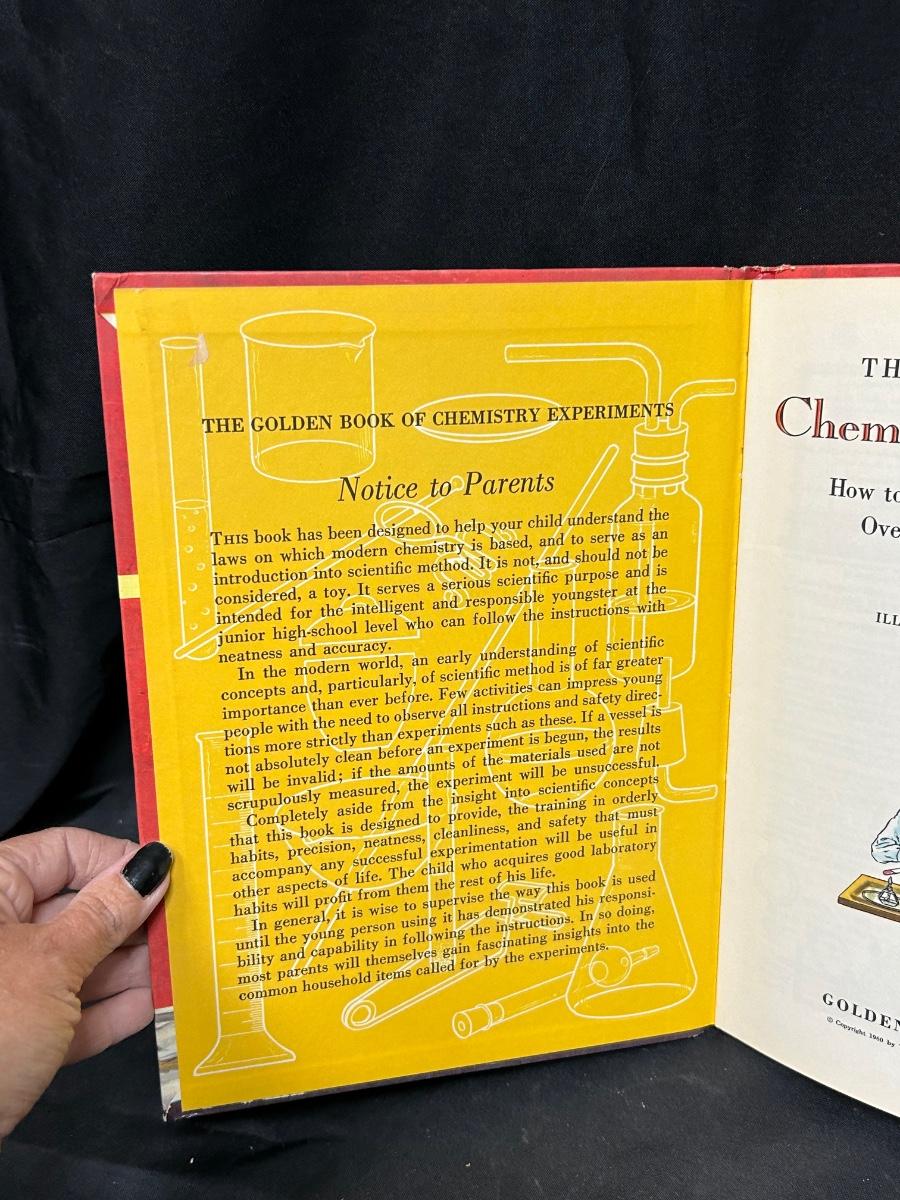 THE GOLDEN BOOK OF CHEMISTRY EXPERIMENTS
Notice to Parents
THIS book has been designed to help your child understand the
laws on which modern chemistry is based, and to serve as an
introduction into scientific method. It is not, and should not be
considered, a toy. It serves a serious scientific purpose and is
intended for the intelligent and responsible youngster at the
junior high-school level who can follow the instructions with
neatness and accuracy.
In the modern world, an early understanding of scientific
concepts and, particularly, of scientific method is of far greater
importance than ever before. Few activities can impress young
people with the need to observe all instructions and safety direc-
tions more strictly than experiments such as these. If a vessel is
not absolutely clean before an experiment is begun, the results
will be invalid; if the amounts of the materials used are not
scrupulously measured, the experiment will be unsuccessful.
Completely aside from the insight into scientific concepts
that this book is designed to provide, the training in orderly
habits, precision, neatness, cleanliness, and safety that must
accompany any successful experimentation will be useful in
other aspects of life. The child who acquires good laboratory
habits will profit from them the rest of his life.
In general, it is wise to supervise the way this book is used
until the young person using it has demonstrated his responsi-
bility and capability in following the instructions. In so doing,
most parents will themselves gain fascinating insights into the
common household items called for by the experiments.
TH
Chem
How to
Ove
ILL
GOLDEN
© Copyright 1960 by